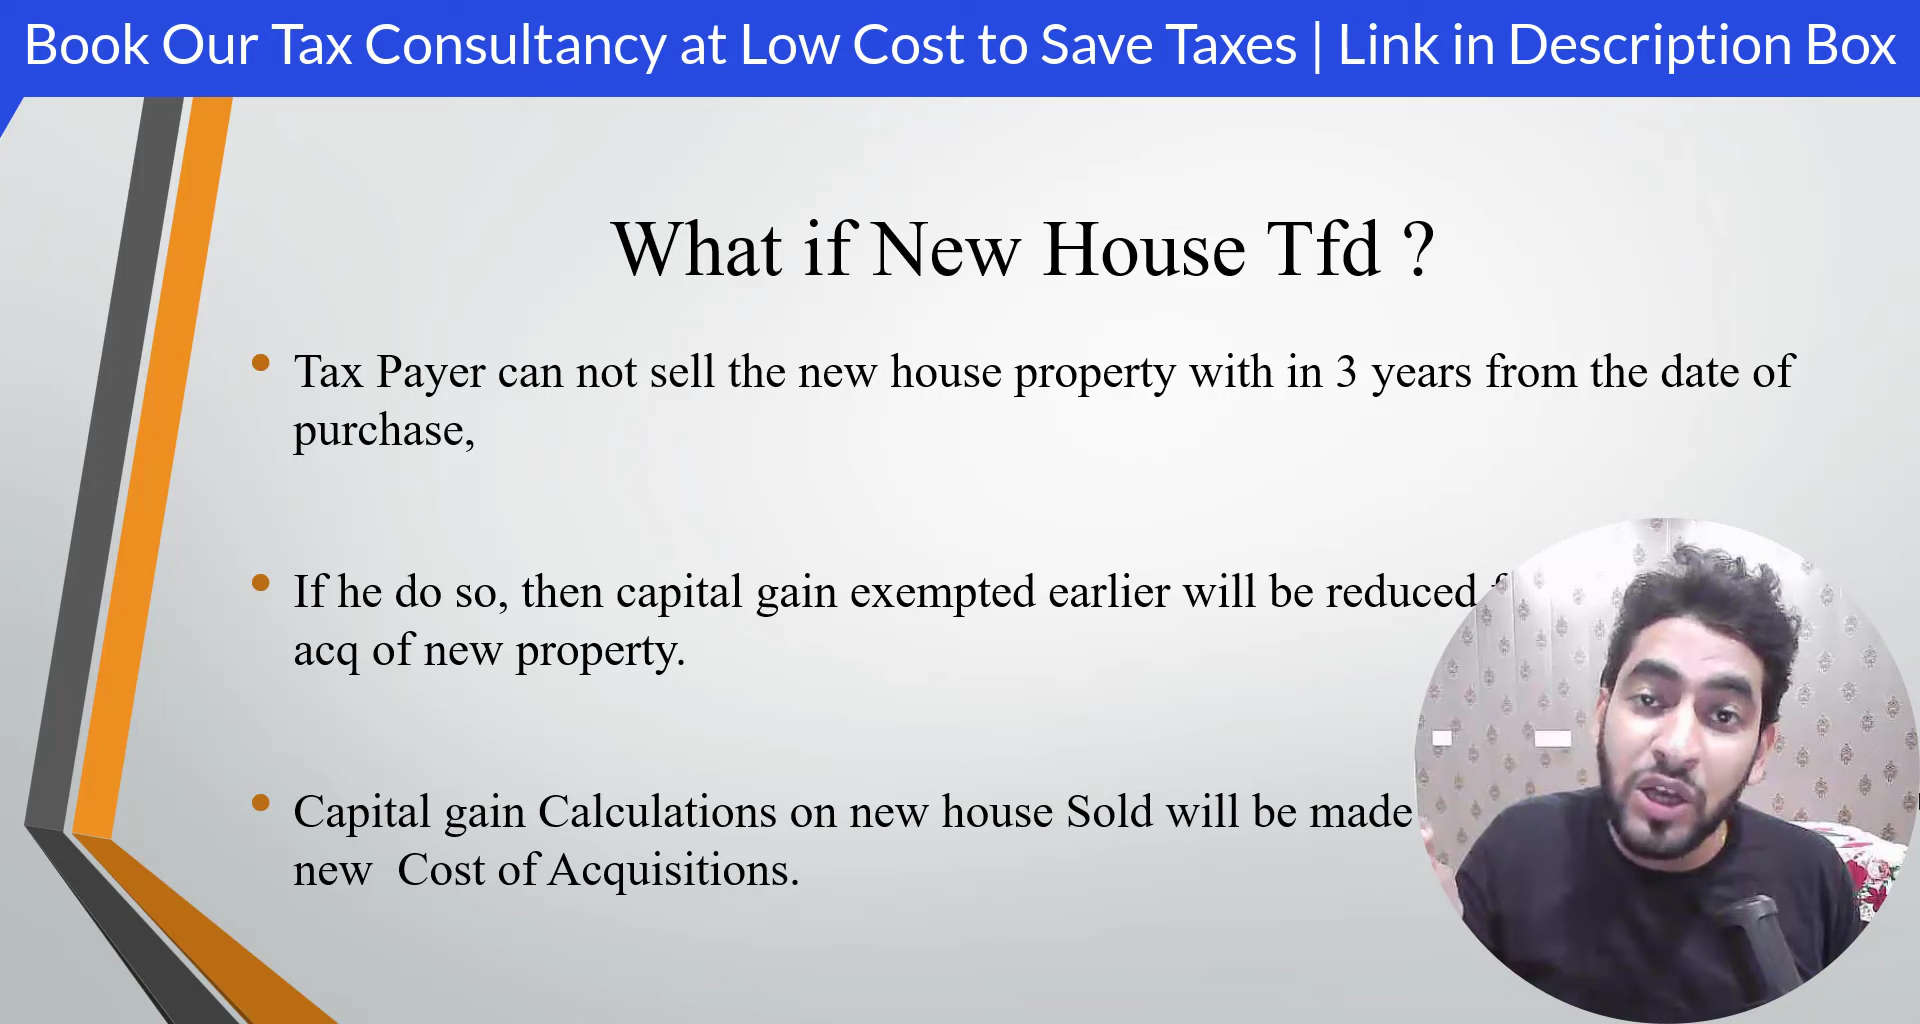 Book Our Tax Consultancy at Low Cost to Save Taxes | Link in Description Box
What if New House Tfd ?
Tax Payer can not sell the new house property with in 3 years from the date of
purchase,
If he do so, then capital gain exempted earlier will be reduced
acq of new property.
Capital gain Calculations on new house Sold will be made
new Cost of Acquisitions.